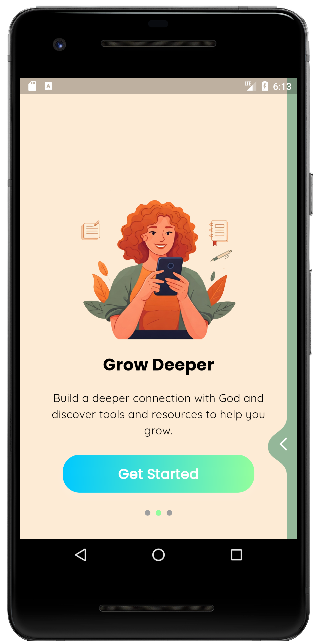 6:13
Grow Deeper
Build a deeper connection with God and
discover tools and resources to help you
grow.
Get Started